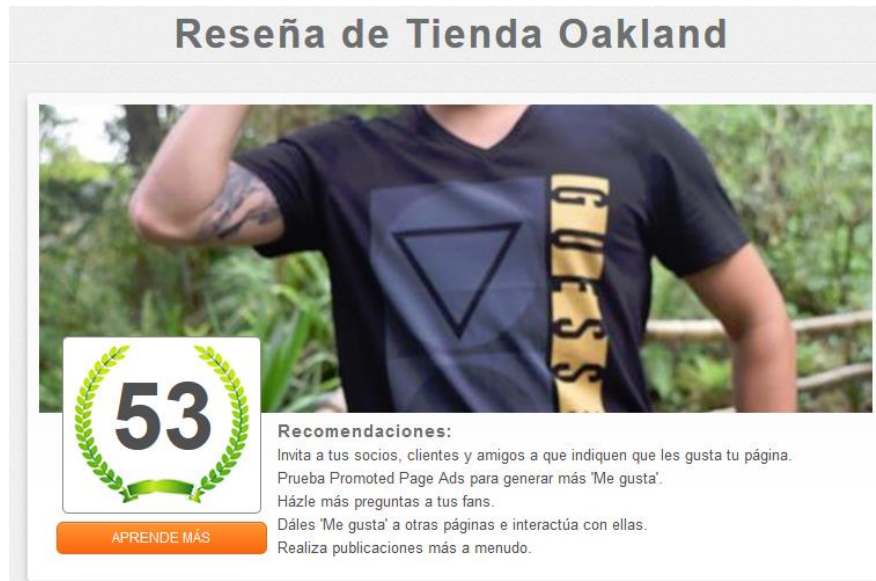 Reseña de Tienda Oakland
GUESS
53
APRENDE MÁS
Recomendaciones:
Invita a tus socios, clientes y amigos a que indiquen que les gusta tu página.
Prueba Promoted Page Ads para generar más 'Me gusta'.
Házle más preguntas a tus fans.
Dáles 'Me gusta' a otras páginas e interactúa con ellas.
Realiza publicaciones más a menudo.